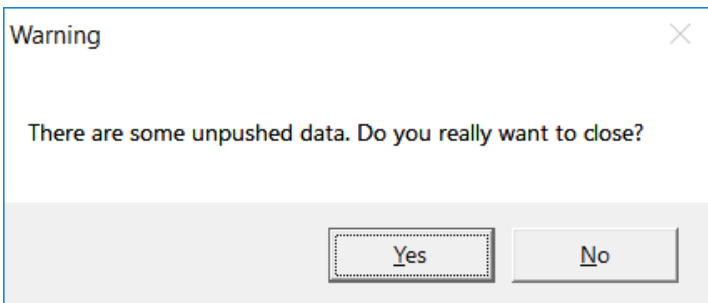 Warning
There are some unpushed data. Do you really want to close?
Yes
No